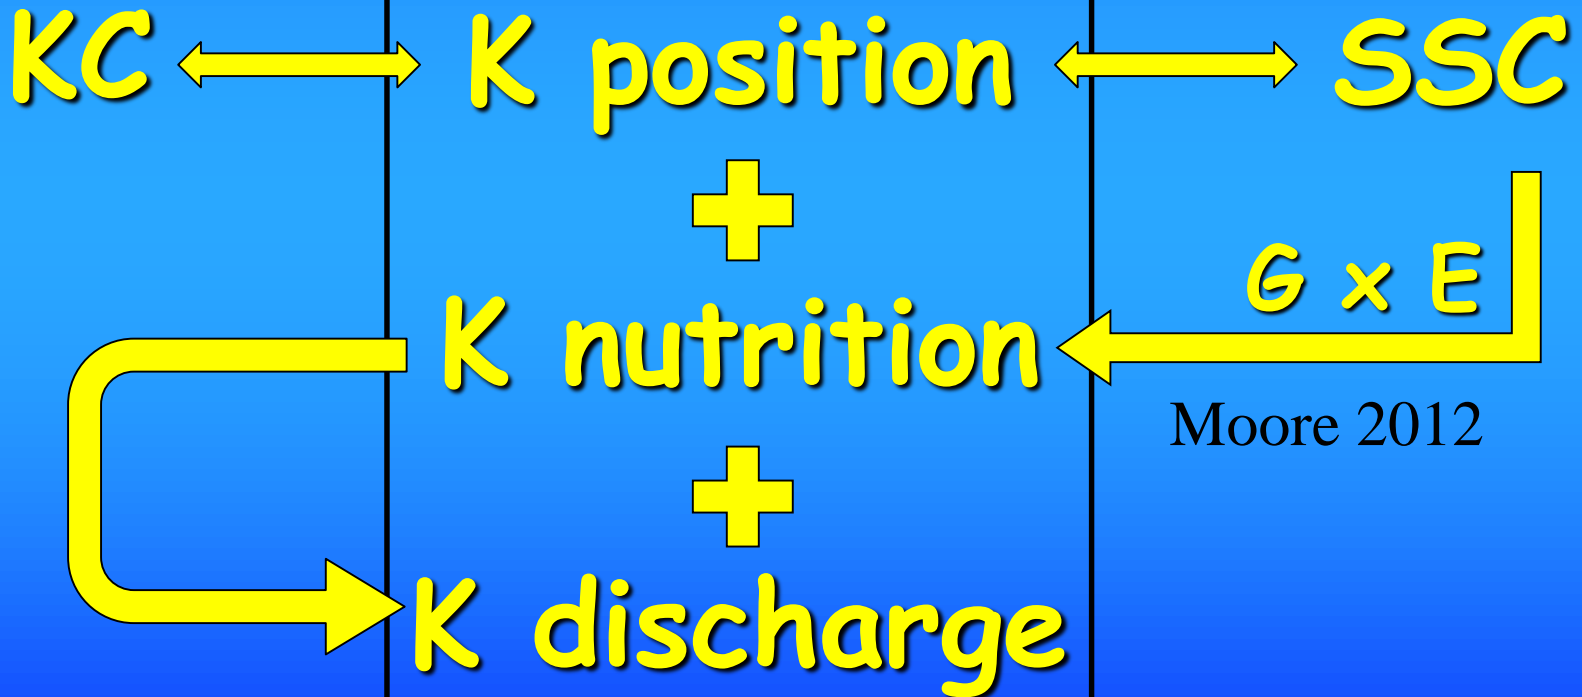 KC K position SSC
G x E
K nutrition
Moore 2012
K discharge